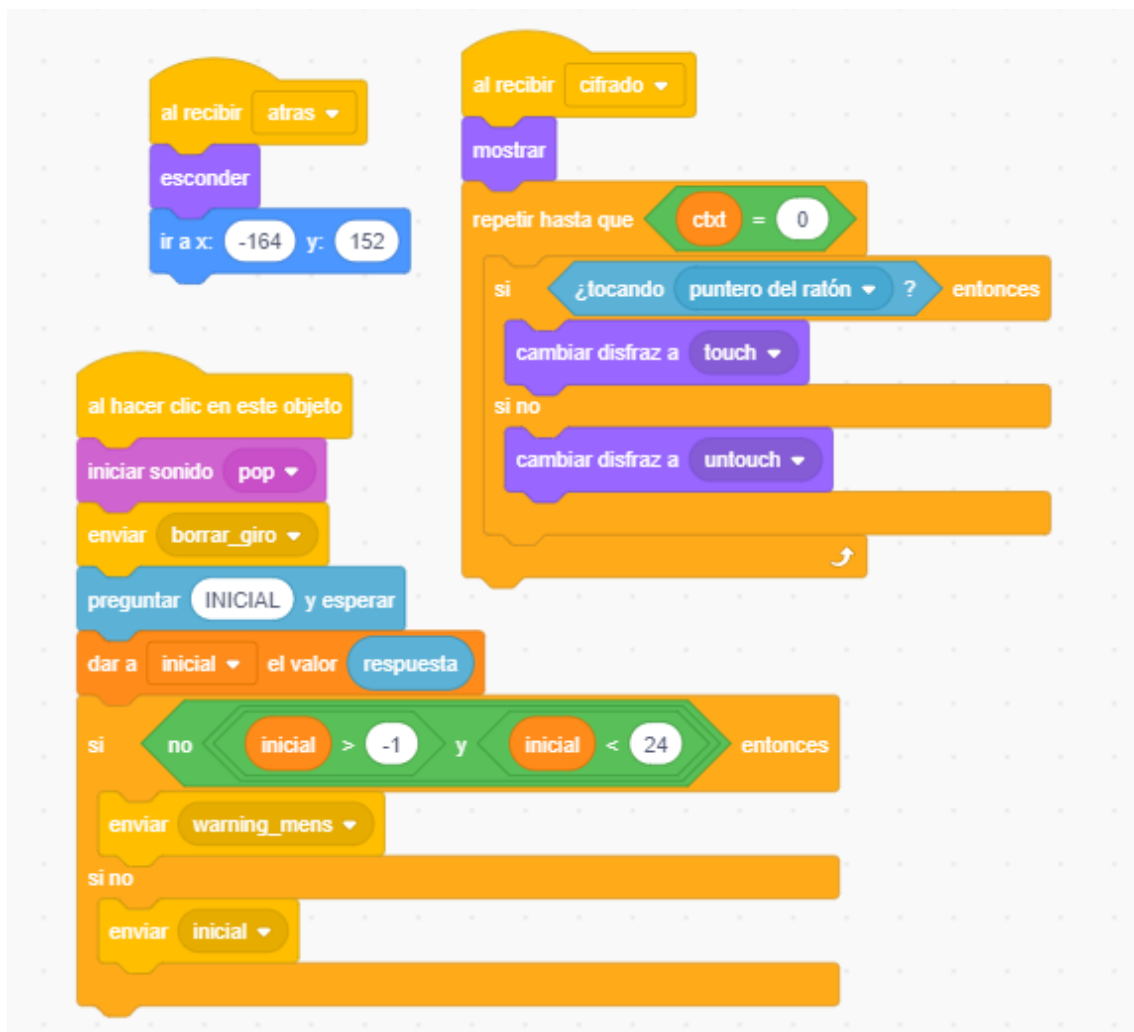 al recibir atras
esconder
ir a x: -164 y: 152
al recibir cifrado
mostrar
repetir hasta que ctxt = 0
si ¿tocando puntero del ratón ? entonces
cambiar disfraz a touch
si no
cambiar disfraz a untouch
al hacer clic en este objeto
iniciar sonido pop
enviar borrar_giro
preguntar INICIAL y esperar
dar a inicial el valor respuesta
si no inicial > -1 y inicial < 24 entonces
enviar warning_mens
si no
enviar inicial